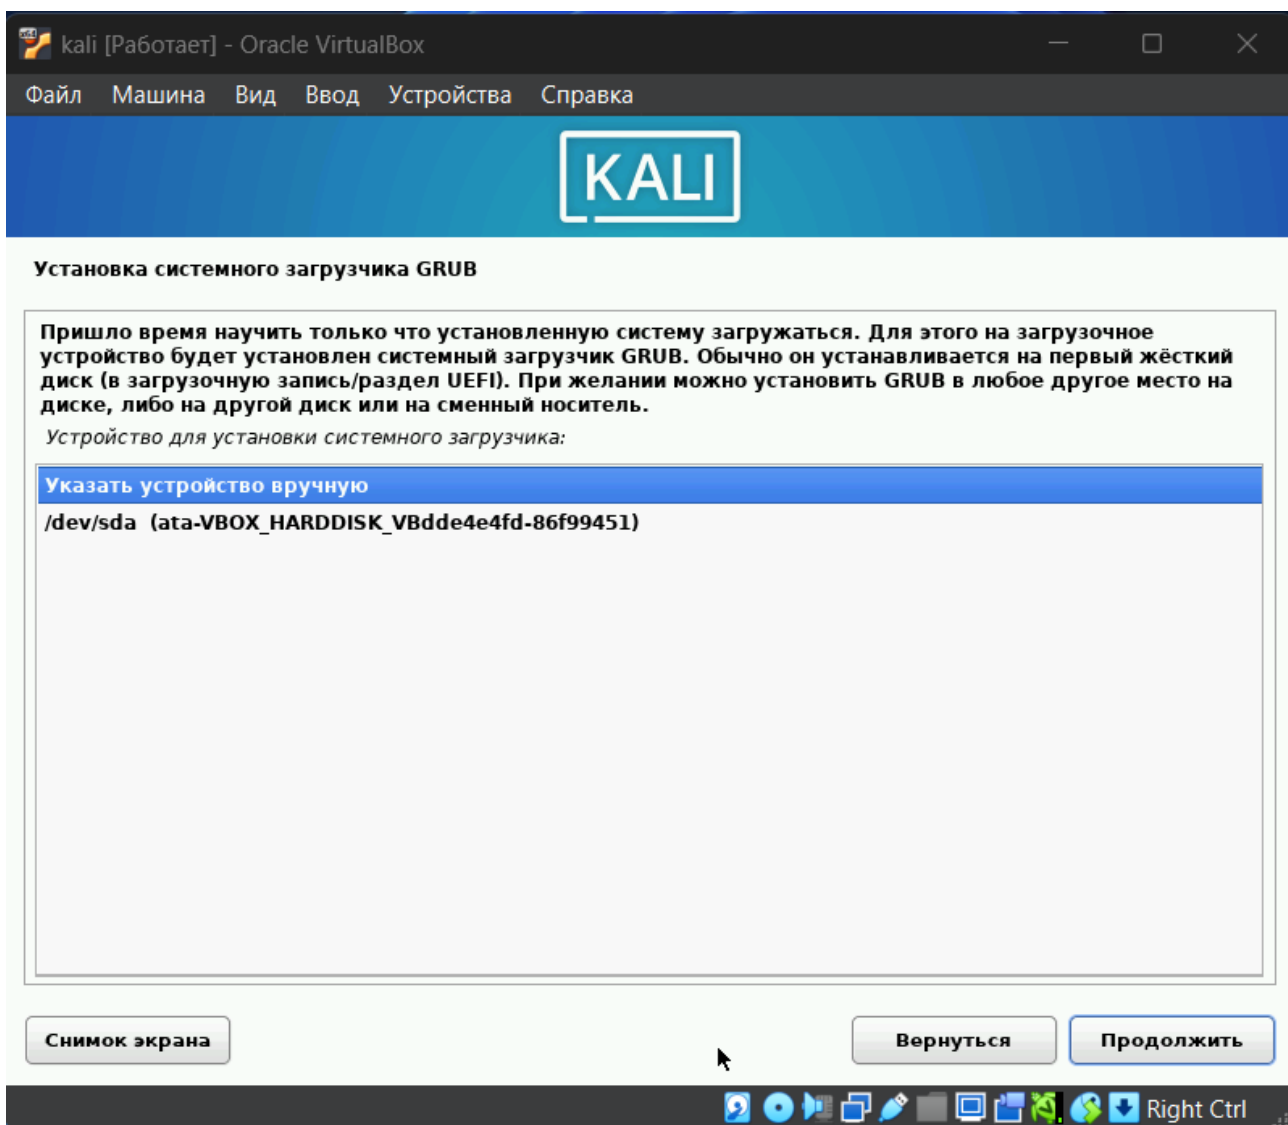 kali [Работает] - Oracle VirtualBox
Файл Машина Вид Ввод Устройства Справка
KALI
Установка системного загрузчика GRUB
Пришло время научить только что установленную систему загружаться. Для этого на загрузочное
устройство будет установлен системный загрузчик GRUB. Обычно он устанавливается на первый жёсткий
диск (в загрузочную запись/раздел UEFI). При желании можно установить GRUB в любое другое место на
диске, либо на другой диск или на сменный носитель.
Устройство для установки системного загрузчика:
Указать устройство вручную
/dev/sda (ata-VBOX_HARDDISK_VBdde4e4fd-86f99451)
Снимок экрана Вернуться Продолжить
Right Ctrl